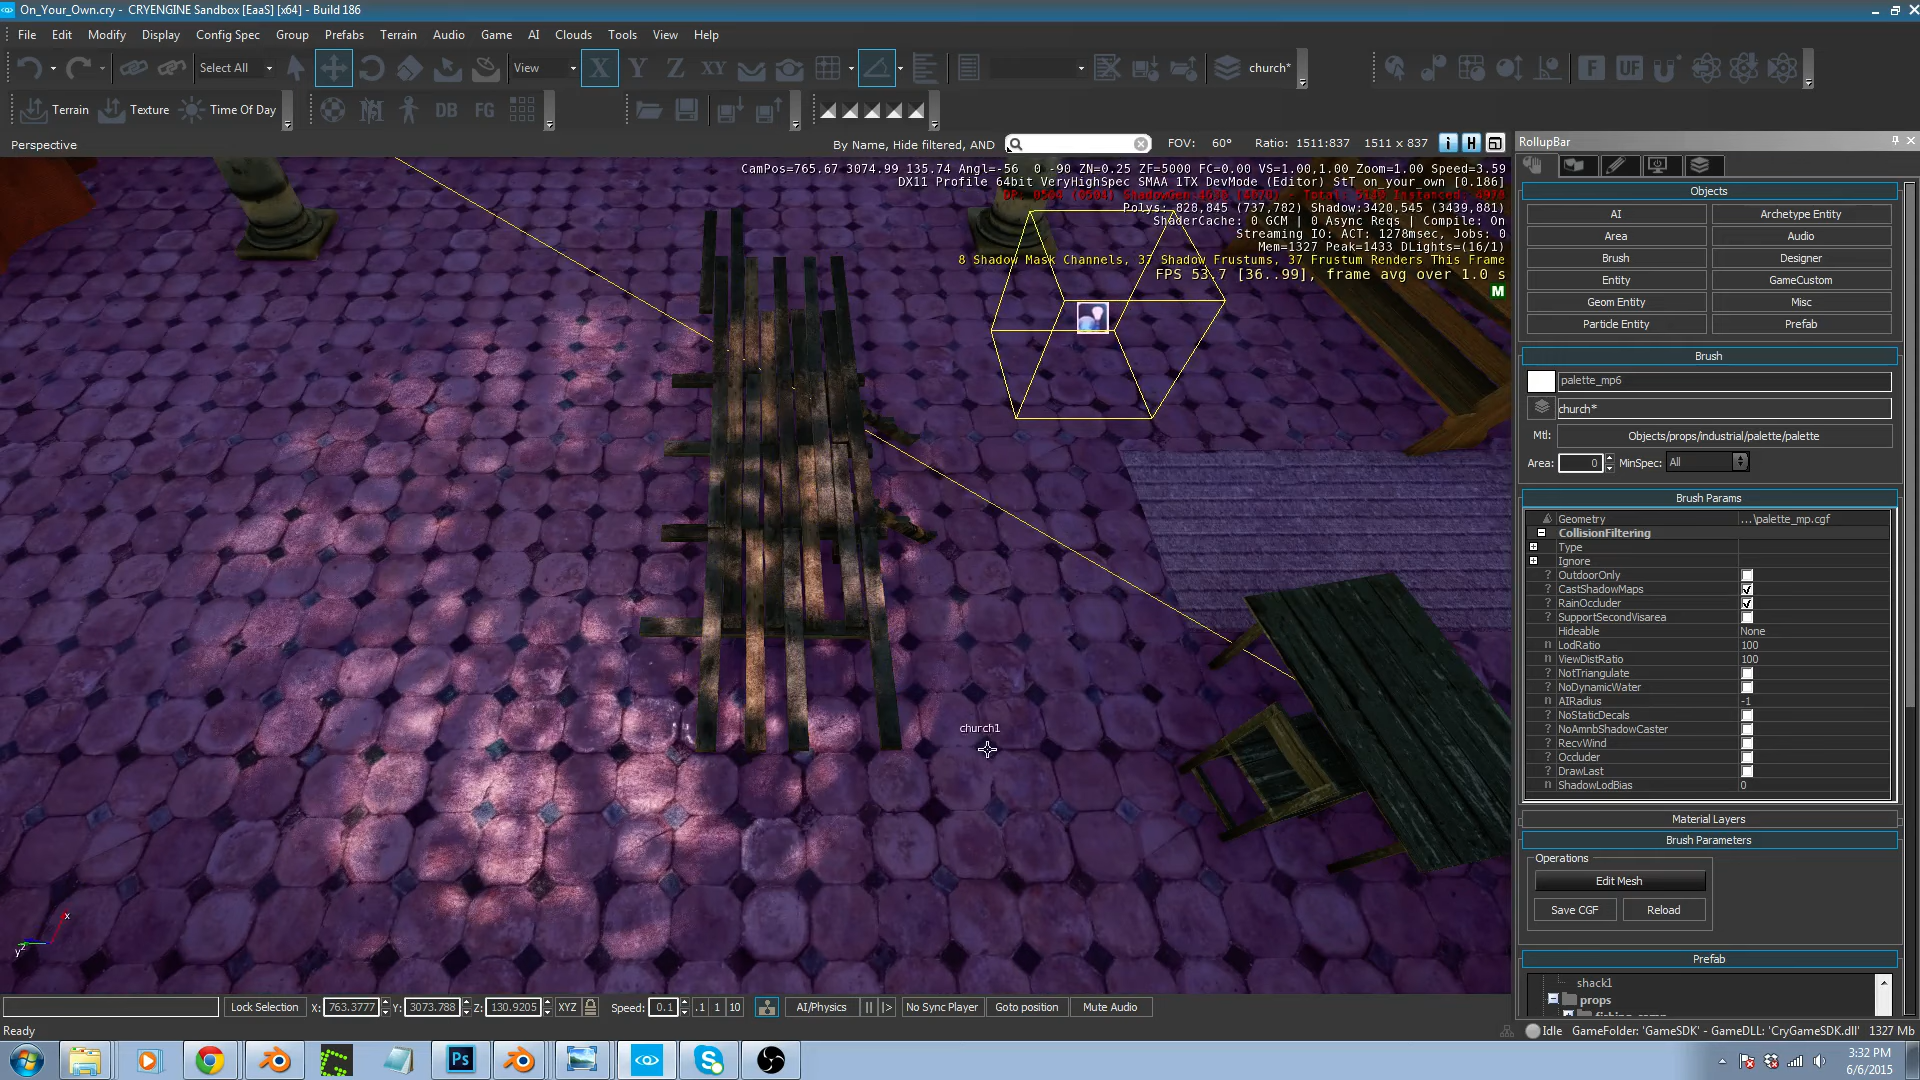 On_Your_Own.cry - CRYENGINE Sandbox [EaaS] [x64] - Build 186
File Edit Modify Display Config Spec Group Prefabs Terrain Audio Game AI Clouds Tools View Help
Select All View X Y Z XY church* F UF
Terrain Texture Time Of Day DB FG
Perspective By Name, Hide filtered, AND FOV: 60° Ratio: 1511:837 1511 x 837 i H
CamPos=765.67 3074.99 135.74 Angl=-56 0 -90 ZN=0.25 ZF=5000 FC=0.00 VS=1.00,1.00 Zoom=1.00 Speed=3.59
DX11 Profile 64bit VeryHighSpec SMAA 1TX DevMode (Editor) StT on_your_own [0.186]
Polys: 828,845 (737,782) Shadow:3420,545 (3439,881)
ShaderCache: 0 GCM | 0 Async Reqs | Compile: On
Streaming IO: ACT: 1278msec, Jobs: 0
Mem=1327 Peak=1433 DLights=(16/1)
8 Shadow Mask Channels, 37 Shadow Frustums, 37 Frustum Renders This Frame
FPS 53.7 [36..99], frame avg over 1.0 s
M
church1
x
y z
RollupBar
Objects
AI Archetype Entity
Area Audio
Brush Designer
Entity GameCustom
Geom Entity Misc
Particle Entity Prefab
Brush
palette_mp6
church*
Mtl: Objects/props/industrial/palette/palette
Area: 0 MinSpec: All
Brush Params
Geometry ...\palette_mp.cgf
CollisionFiltering
Type
Ignore
? OutdoorOnly
? CastShadowMaps
? RainOccluder
? SupportSecondVisarea
Hideable None
n LodRatio 100
n ViewDistRatio 100
? NotTriangulate
? NoDynamicWater
n AIRadius -1
? NoStaticDecals
? NoAmnbShadowCaster
? RecvWind
? Occluder
? DrawLast
n ShadowLodBias 0
Material Layers
Brush Parameters
Operations
Edit Mesh
Save CGF Reload
Prefab
shack1
props
Lock Selection X: 763.3777 Y: 3073.788 Z: 130.9205 XYZ Speed: 0.1 .1 1 10 AI/Physics No Sync Player Goto position Mute Audio
Ready Idle GameFolder: 'GameSDK' - GameDLL: 'CryGameSDK.dll' 1327 Mb
Ps
3:32 PM
6/6/2015